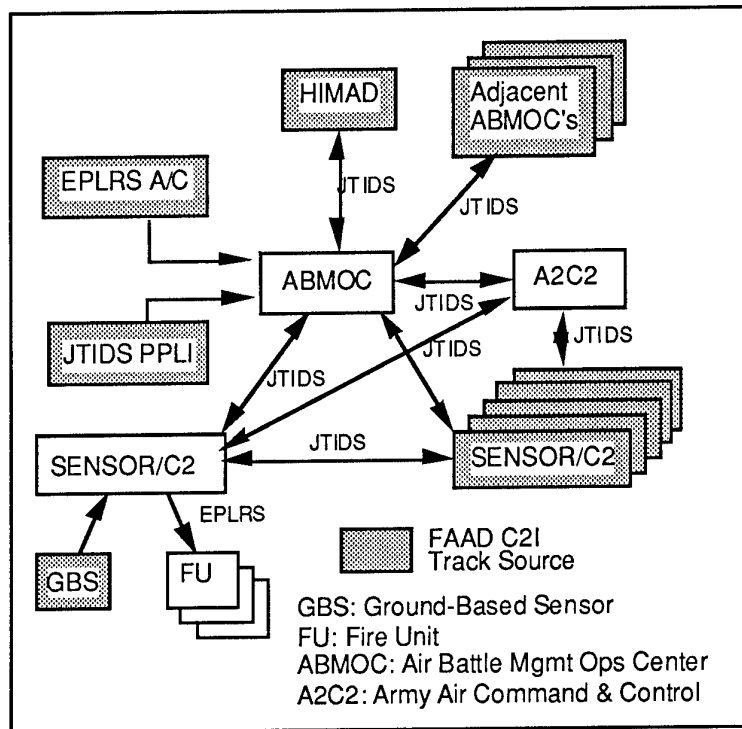 HIMAD
Adjacent
ABMOC's
EPLRS A/C
JTIDS
JTIDS
ABMOC
A2C2
JTIDS
JTIDS PPLI
JTIDS
JTIDS
JTIDS
JTIDS
SENSOR/C2
SENSOR/C2
EPLRS
GBS
FU
FAAD C2I
Track Source
GBS: Ground-Based Sensor
FU: Fire Unit
ABMOC: Air Battle Mgmt Ops Center
A2C2: Army Air Command & Control